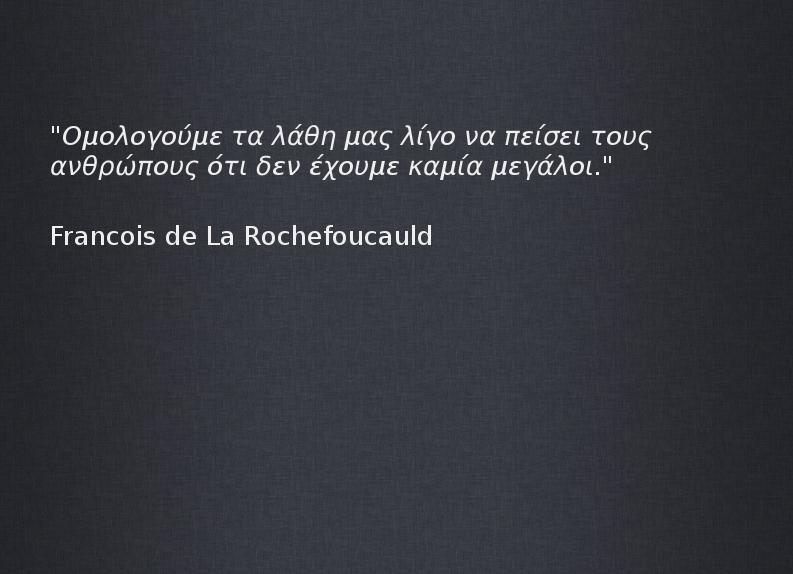 "Ομολογούμε τα λάθη μας λίγο να πείσει τους
ανθρώπους ότι δεν έχουμε καμία μεγάλοι."
Francois de La Rochefoucauld